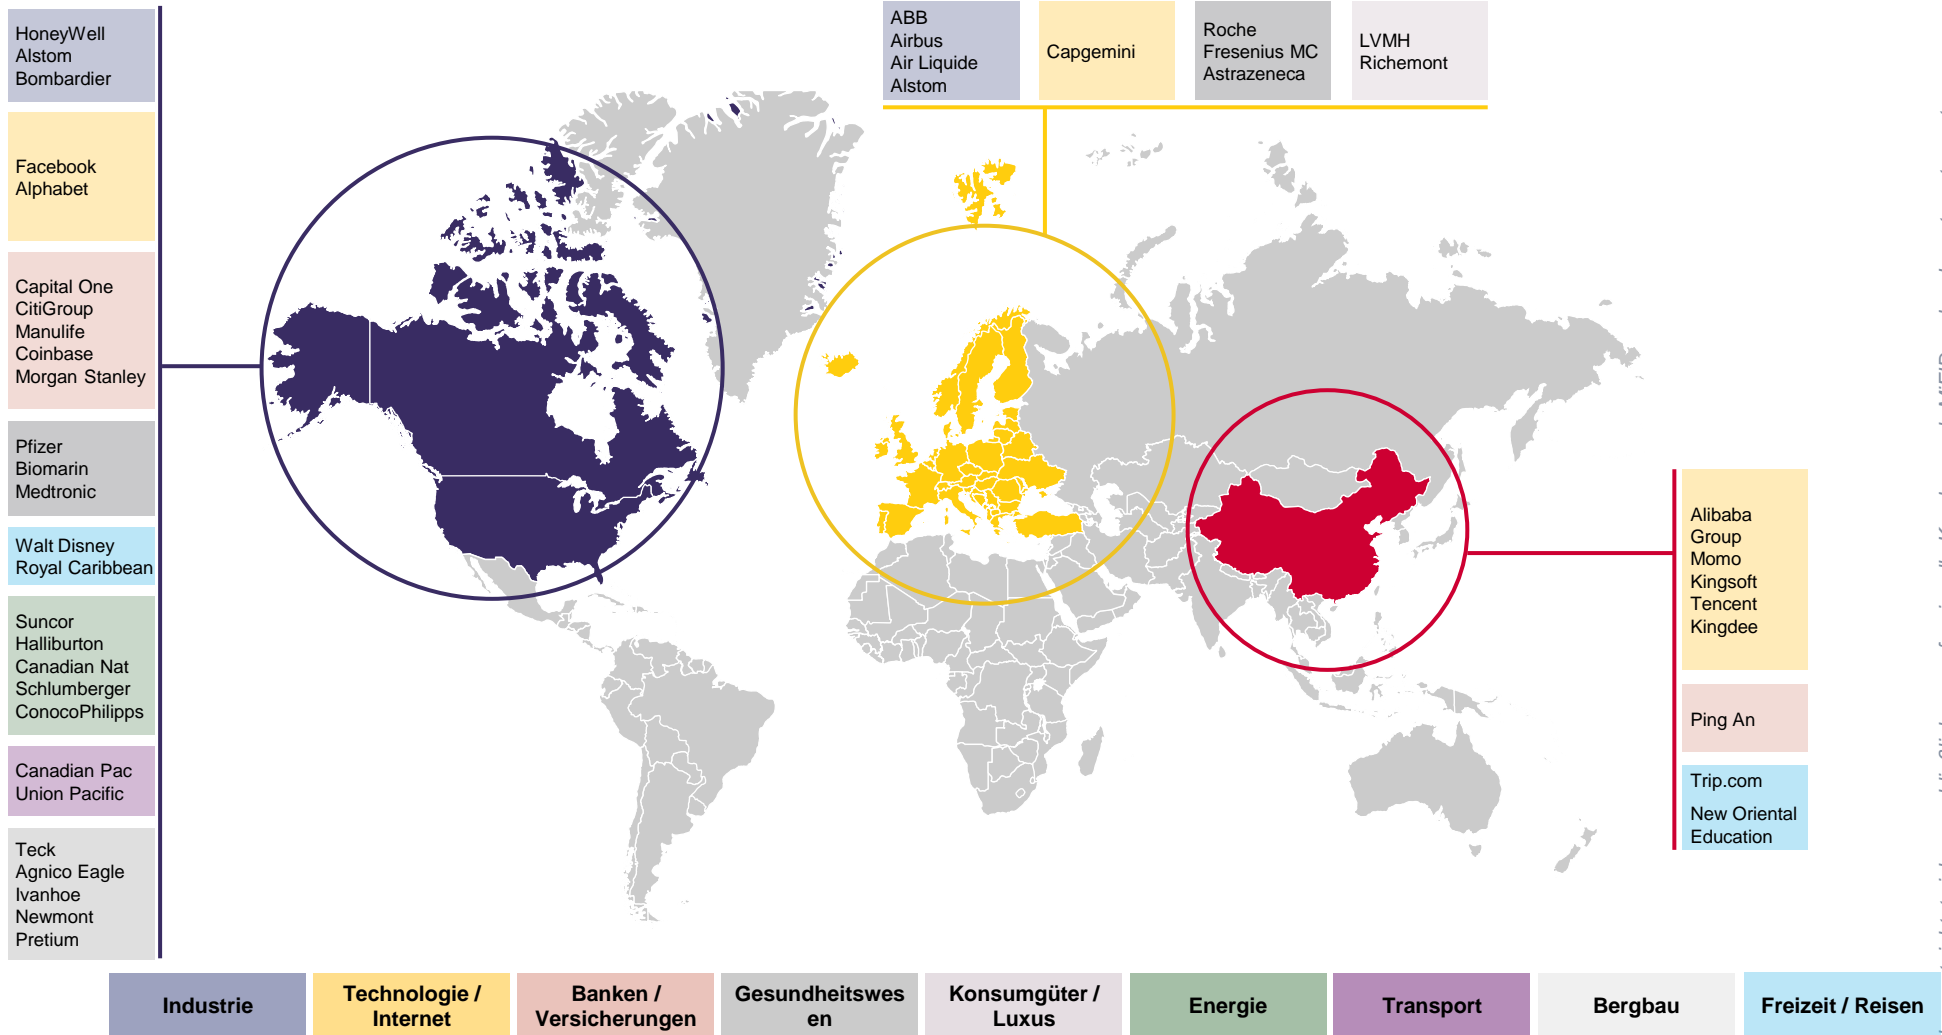 HoneyWell
Alstom
Bombardier
Facebook
Alphabet
Capital One
CitiGroup
Manulife
Coinbase
Morgan Stanley
Pfizer
Biomarin
Medtronic
Walt Disney
Royal Caribbean
Suncor
Halliburton
Canadian Nat
Schlumberger
ConocoPhilipps
Canadian Pac
Union Pacific
Teck
Agnico Eagle
Ivanhoe
Newmont
Pretium
ABB
Airbus
Air Liquide
Alstom
Capgemini
Roche
Fresenius MC
Astrazeneca
LVMH
Richemont
Alibaba
Group
Momo
Kingsoft
Tencent
Kingdee
Ping An
Trip.com
New Oriental
Education
Industrie
Technologie /
Internet
Banken /
Versicherungen
Gesundheitswes
en
Konsumgüter /
Luxus
Energie
Transport
Bergbau
Freizeit / Reisen